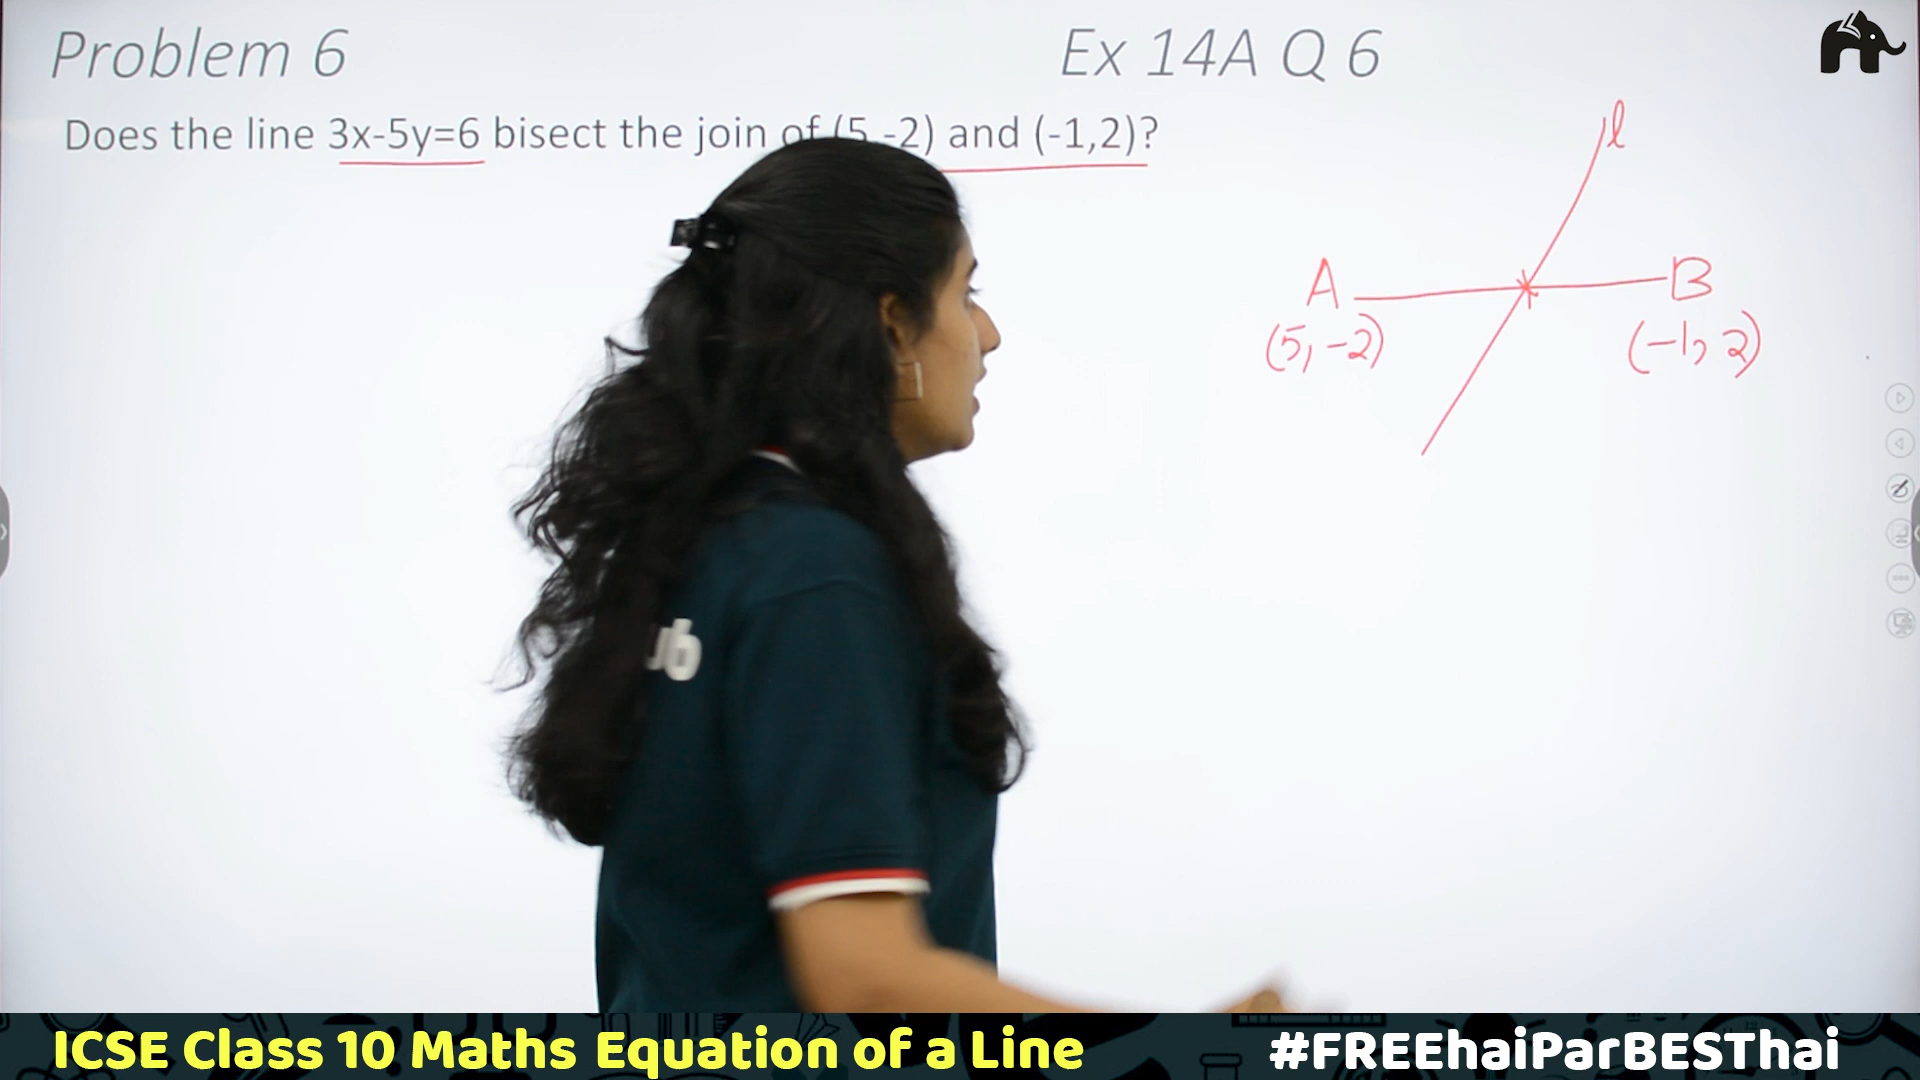 Problem 6
Ex 14A Q 6
Does the line 3x-5y=6 bisect the join of (5,-2) and (-1,2)?
l
A
B
(5, -2)
(-1, 2)
ub
ICSE Class 10 Maths Equation of a Line
#FREEhaiParBESThai